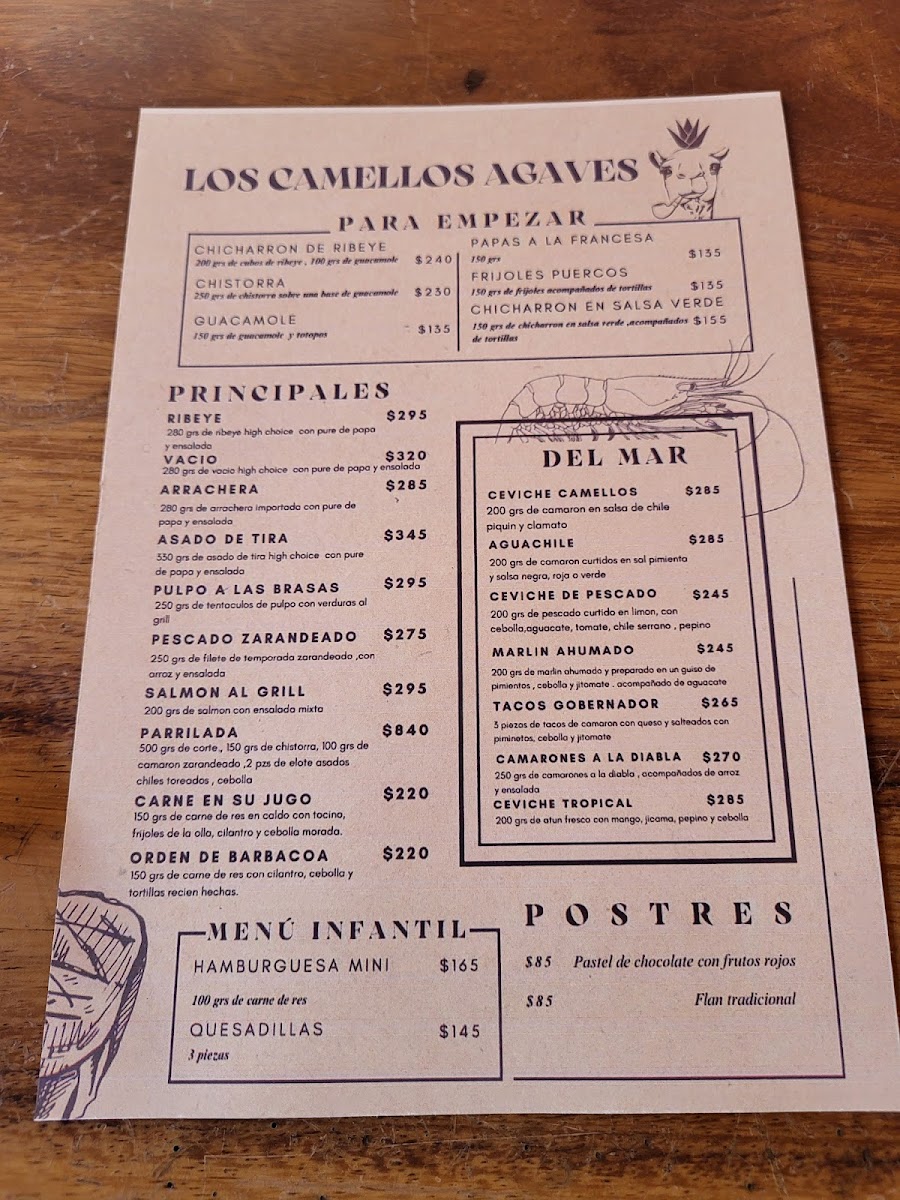 LOS CAMELLOS AGAVES
PARA EMPEZAR
CHICHARRON DE RIBEYE
200 grs de cubos de ribeye , 100 grs de guacamole $240
CHISTORRA
250 grs de chistorra sobre una base de guacamole $230
GUACAMOLE
150 grs de guacamole y totopos $135
PAPAS A LA FRANCESA
150 grs $135
FRIJOLES PUERCOS
150 grs de frijoles acompañados de tortillas $135
CHICHARRON EN SALSA VERDE
150 grs de chicharron en salsa verde ,acompañados $155
de tortillas
PRINCIPALES
RIBEYE $295
280 grs de ribeye high choice con pure de papa
y ensalada
VACIO $320
280 grs de vacio high choice con pure de papa y ensalada
ARRACHERA $285
280 grs de arrachera importada con pure de
papa y ensalada
ASADO DE TIRA $345
330 grs de asado de tira high choice con pure
de papa y ensalada
PULPO A LAS BRASAS $295
250 grs de tentaculos de pulpo con verduras al
grill
PESCADO ZARANDEADO $275
250 grs de filete de temporada zarandeado ,con
arroz y ensalada
SALMON AL GRILL $295
200 grs de salmon con ensalada mixta
PARRILADA $840
500 grs de corte., 150 grs de chistorra, 100 grs de
camaron zarandeado ,2 pzs de elote asados
chiles toreados , cebolla
CARNE EN SU JUGO $220
150 grs de carne de res en caldo con tocino,
frijoles de la olla, cilantro y cebolla morada.
ORDEN DE BARBACOA $220
150 grs de carne de res con cilantro, cebolla y
tortillas recien hechas.
DEL MAR
CEVICHE CAMELLOS $285
200 grs de camaron en salsa de chile
piquin y clamato
AGUACHILE $285
200 grs de camaron curtidos en sal pimienta
y salsa negra, roja o verde
CEVICHE DE PESCADO $245
200 grs de pescado curtido en limon, con
cebolla,aguacate, tomate, chile serrano , pepino
MARLIN AHUMADO $245
200 grs de marlin ahumado y preparado en un guiso de
pimientos , cebolla y jitomate . acompañado de aguacate
TACOS GOBERNADOR $265
3 piezas de tacos de camaron con queso y salteados con
piminetos, cebolla y jitomate
CAMARONES A LA DIABLA $270
250 grs de camarones a la diabla , acompañados de arroz
y ensalada
CEVICHE TROPICAL $285
200 grs de atun fresco con mango, jicama, pepino y cebolla
MENÚ INFANTIL
HAMBURGUESA MINI $165
100 grs de carne de res
QUESADILLAS $145
3 piezas
POSTRES
$85 Pastel de chocolate con frutos rojos
$85 Flan tradicional